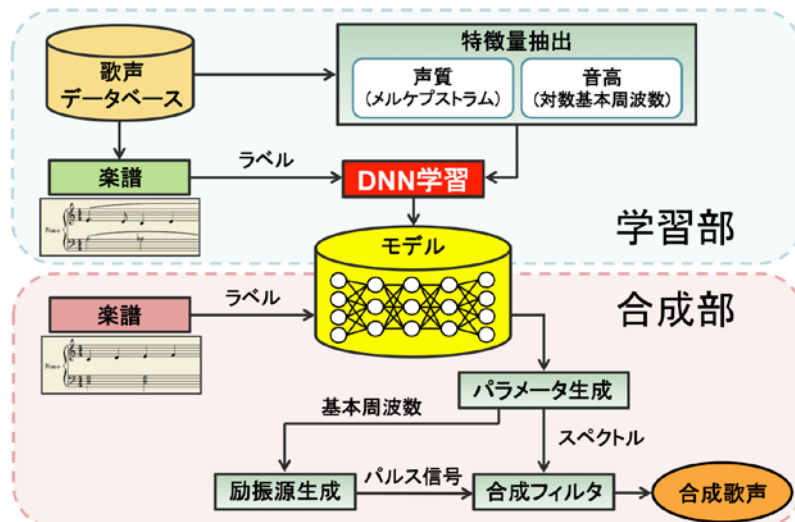 歌声
データベース
特徴量抽出
声質
(メルケプストラム)
音高
(対数基本周波数)
楽譜
ラベル
DNN学習
Piano
学習部
モデル
楽譜
ラベル
Piano
合成部
パラメータ生成
基本周波数
スペクトル
励振源生成
パルス信号
合成フィルタ
合成歌声